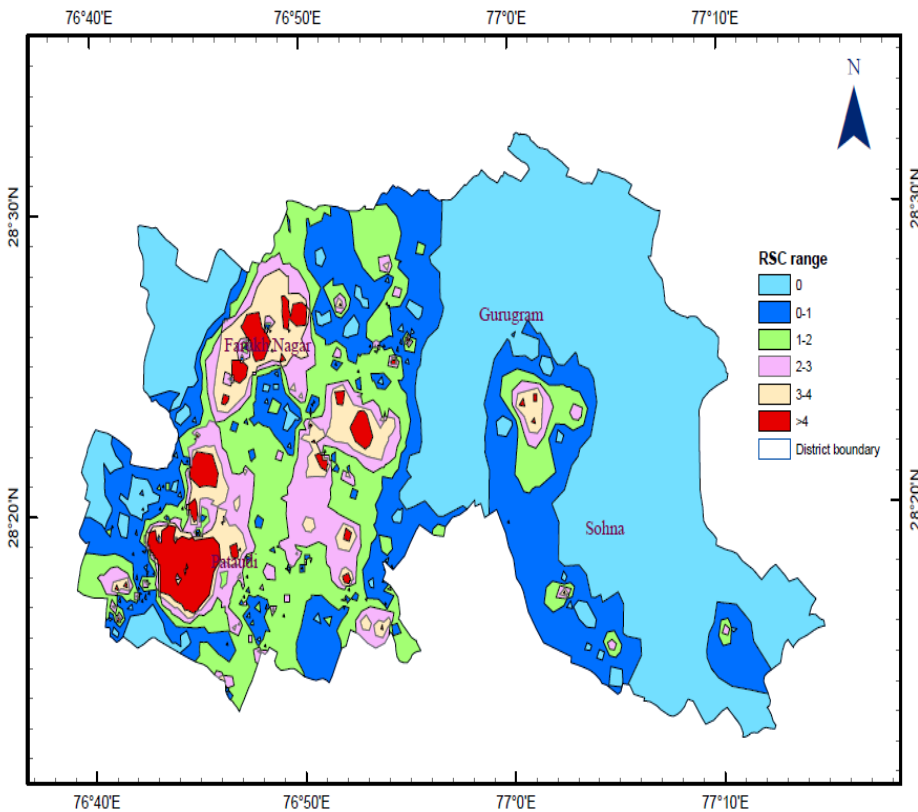 76°40'E 76°50'E 77°0'E 77°10'E
N
28°30'N 28°30'N
RSC range
0
0-1
1-2
2-3
3-4
>4
District boundary
Gurugram
Farukh Nagar
28°20'N 28°20'N
Sohna
Pataudi
76°40'E 76°50'E 77°0'E 77°10'E